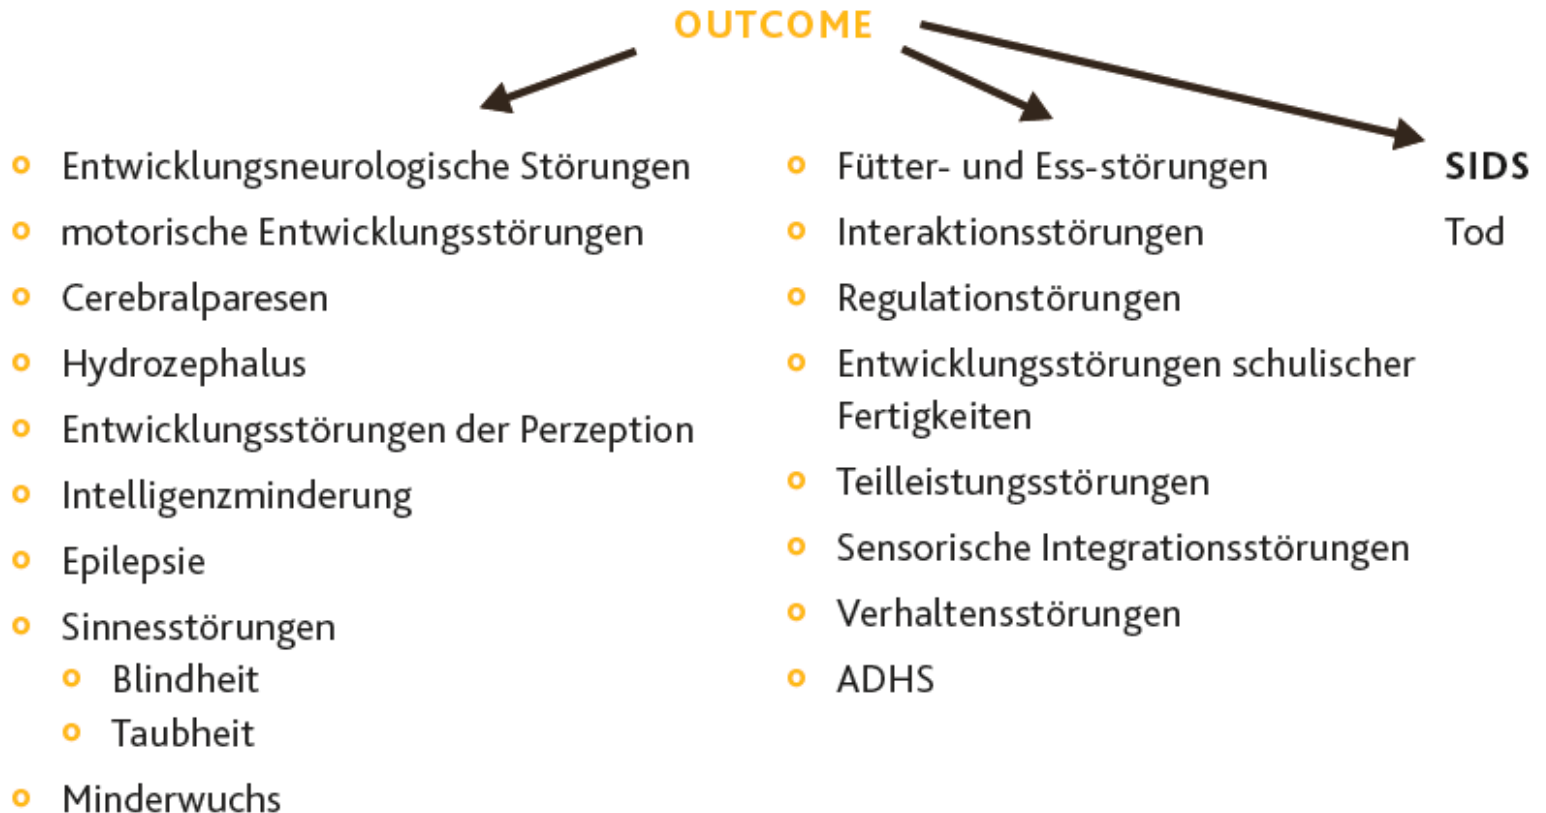 OUTCOME
Entwicklungsneurologische Störungen
motorische Entwicklungsstörungen
Cerebralparesen
Hydrozephalus
Entwicklungsstörungen der Perzeption
Intelligenzminderung
Epilepsie
Sinnesstörungen
Blindheit
Taubheit
Minderwuchs
Fütter- und Ess-störungen
Interaktionsstörungen
Regulationstörungen
Entwicklungsstörungen schulischer
Fertigkeiten
Teilleistungsstörungen
Sensorische Integrationsstörungen
Verhaltensstörungen
ADHS
SIDS
Tod